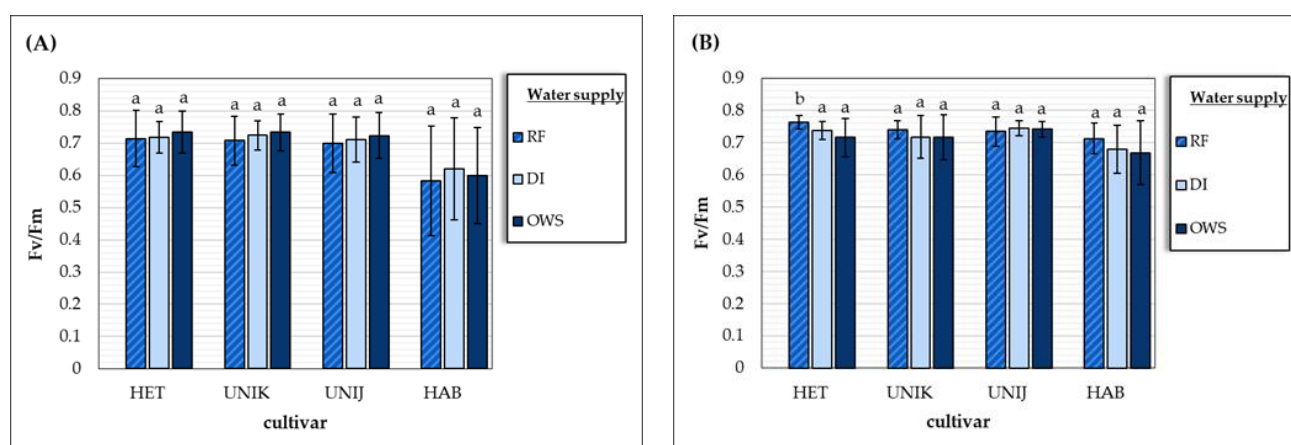 (A)
0.9
0.8
0.7
0.6
0.5
0.4
0.3
0.2
0.1
0
Fv/Fm
a a a a a a a a a a a a
HET UNIK UNIJ HAB
cultivar
Water supply
RF
DI
OWS
(B)
0.9
0.8
0.7
0.6
0.5
0.4
0.3
0.2
0.1
0
Fv/Fm
b a a a a a a a a a a a
HET UNIK UNIJ HAB
cultivar
Water supply
RF
DI
OWS